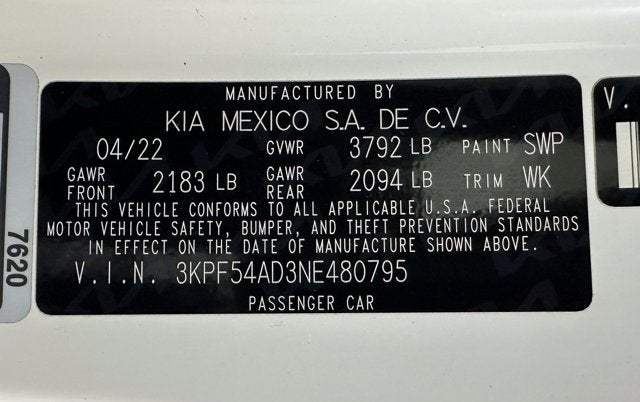 MANUFACTURED BY
KIA MEXICO S.A. DE C.V.
04/22 GVWR 3792 LB PAINT SWP
GAWR FRONT 2183 LB GAWR REAR 2094 LB TRIM WK
THIS VEHICLE CONFORMS TO ALL APPLICABLE U.S.A. FEDERAL
MOTOR VEHICLE SAFETY, BUMPER, AND THEFT PREVENTION STANDARDS
IN EFFECT ON THE DATE OF MANUFACTURE SHOWN ABOVE.
V.I.N. 3KPF54AD3NE480795
PASSENGER CAR
7620
V.